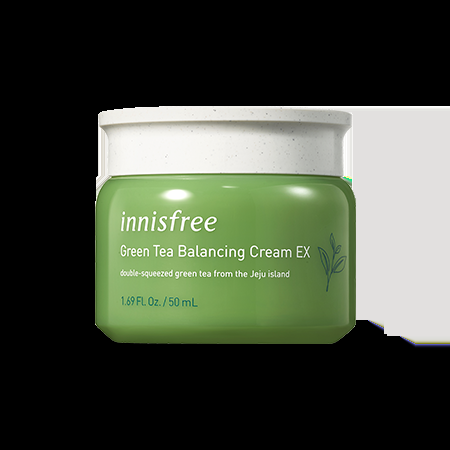 innisfree
Green Tea Balancing Cream EX
double-squeezed green tea from the Jeju island
1.69 Fl. Oz. / 50 mL